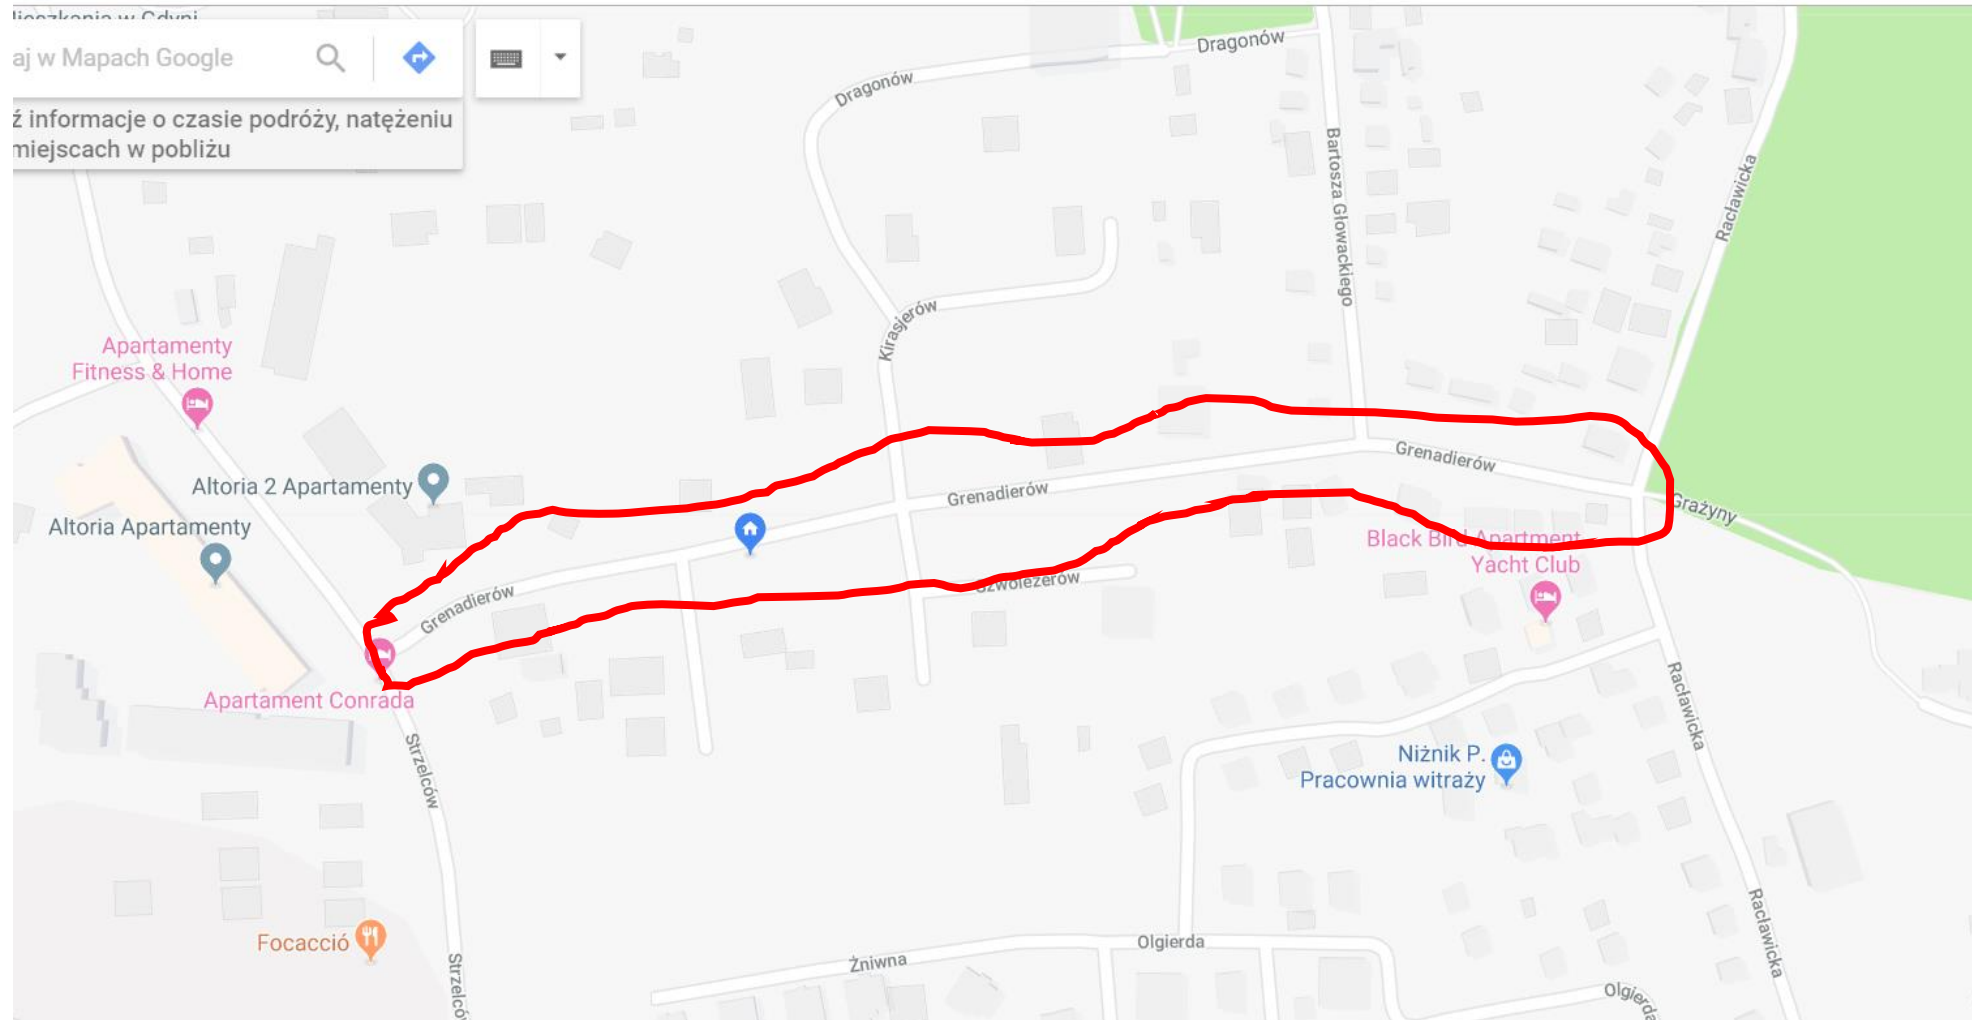 aj w Mapach Google
ź informacje o czasie podróży, natężeniu
miejscach w pobliżu
Dragonów
Dragonów
Bartosza Głowackiego
Racławicka
Kirasjerów
Apartamenty
Fitness & Home
Altoria 2 Apartamenty
Altoria Apartamenty
Grenadierów
Grenadierów
Grenadierów
Grażyny
Black Bird Apartment
Yacht Club
Szwoleżerów
Apartament Conrada
Strzelców
Racławicka
Niżnik P.
Pracownia witraży
Focacció
Żniwna
Olgierda
Racławicka
Olgierda